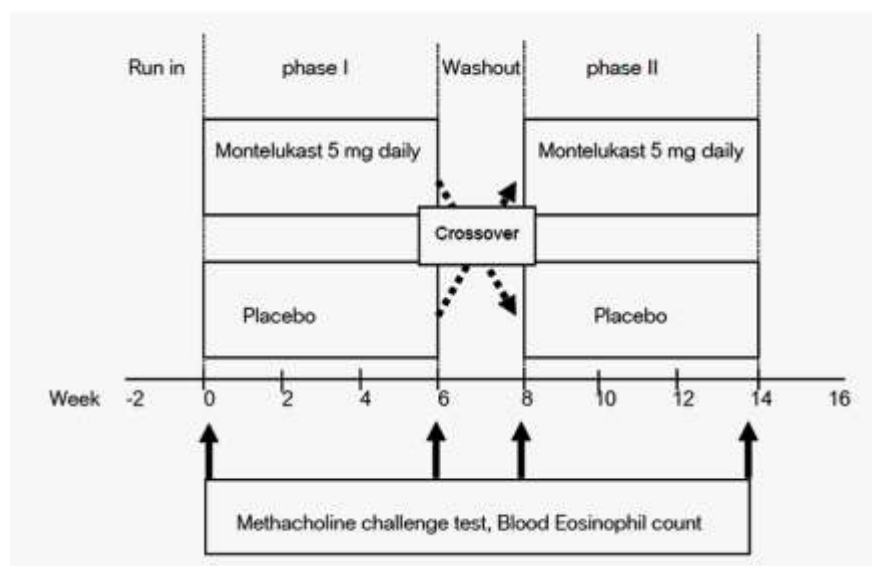 Run in phase I Washout phase II
Montelukast 5 mg daily Montelukast 5 mg daily
Crossover
Placebo Placebo
Week -2 0 2 4 6 8 10 12 14 16
Methacholine challenge test, Blood Eosinophil count